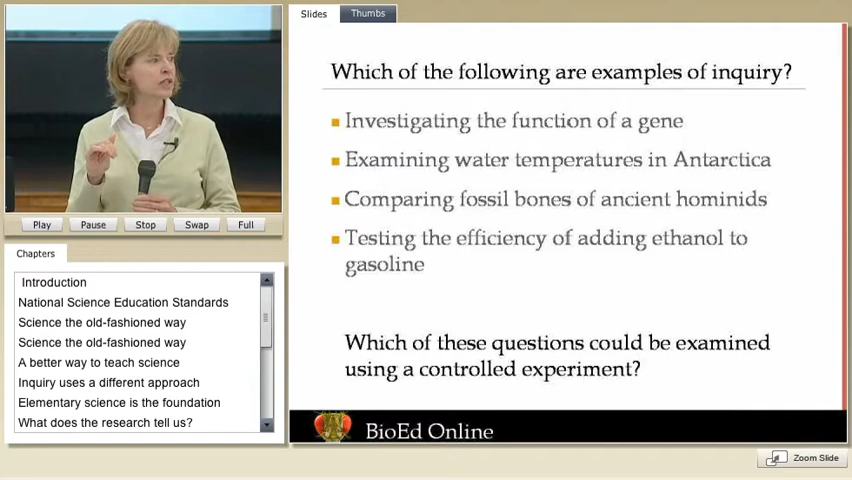 Slides
Thumbs
Which of the following are examples of inquiry?
Investigating the function of a gene
Examining water temperatures in Antarctica
Comparing fossil bones of ancient hominids
Testing the efficiency of adding ethanol to
gasoline
Which of these questions could be examined
using a controlled experiment?
BioEd Online
Play
Pause
Stop
Swap
Full
Chapters
Introduction
National Science Education Standards
Science the old-fashioned way
Science the old-fashioned way
A better way to teach science
Inquiry uses a different approach
Elementary science is the foundation
What does the research tell us?
Zoom Slide